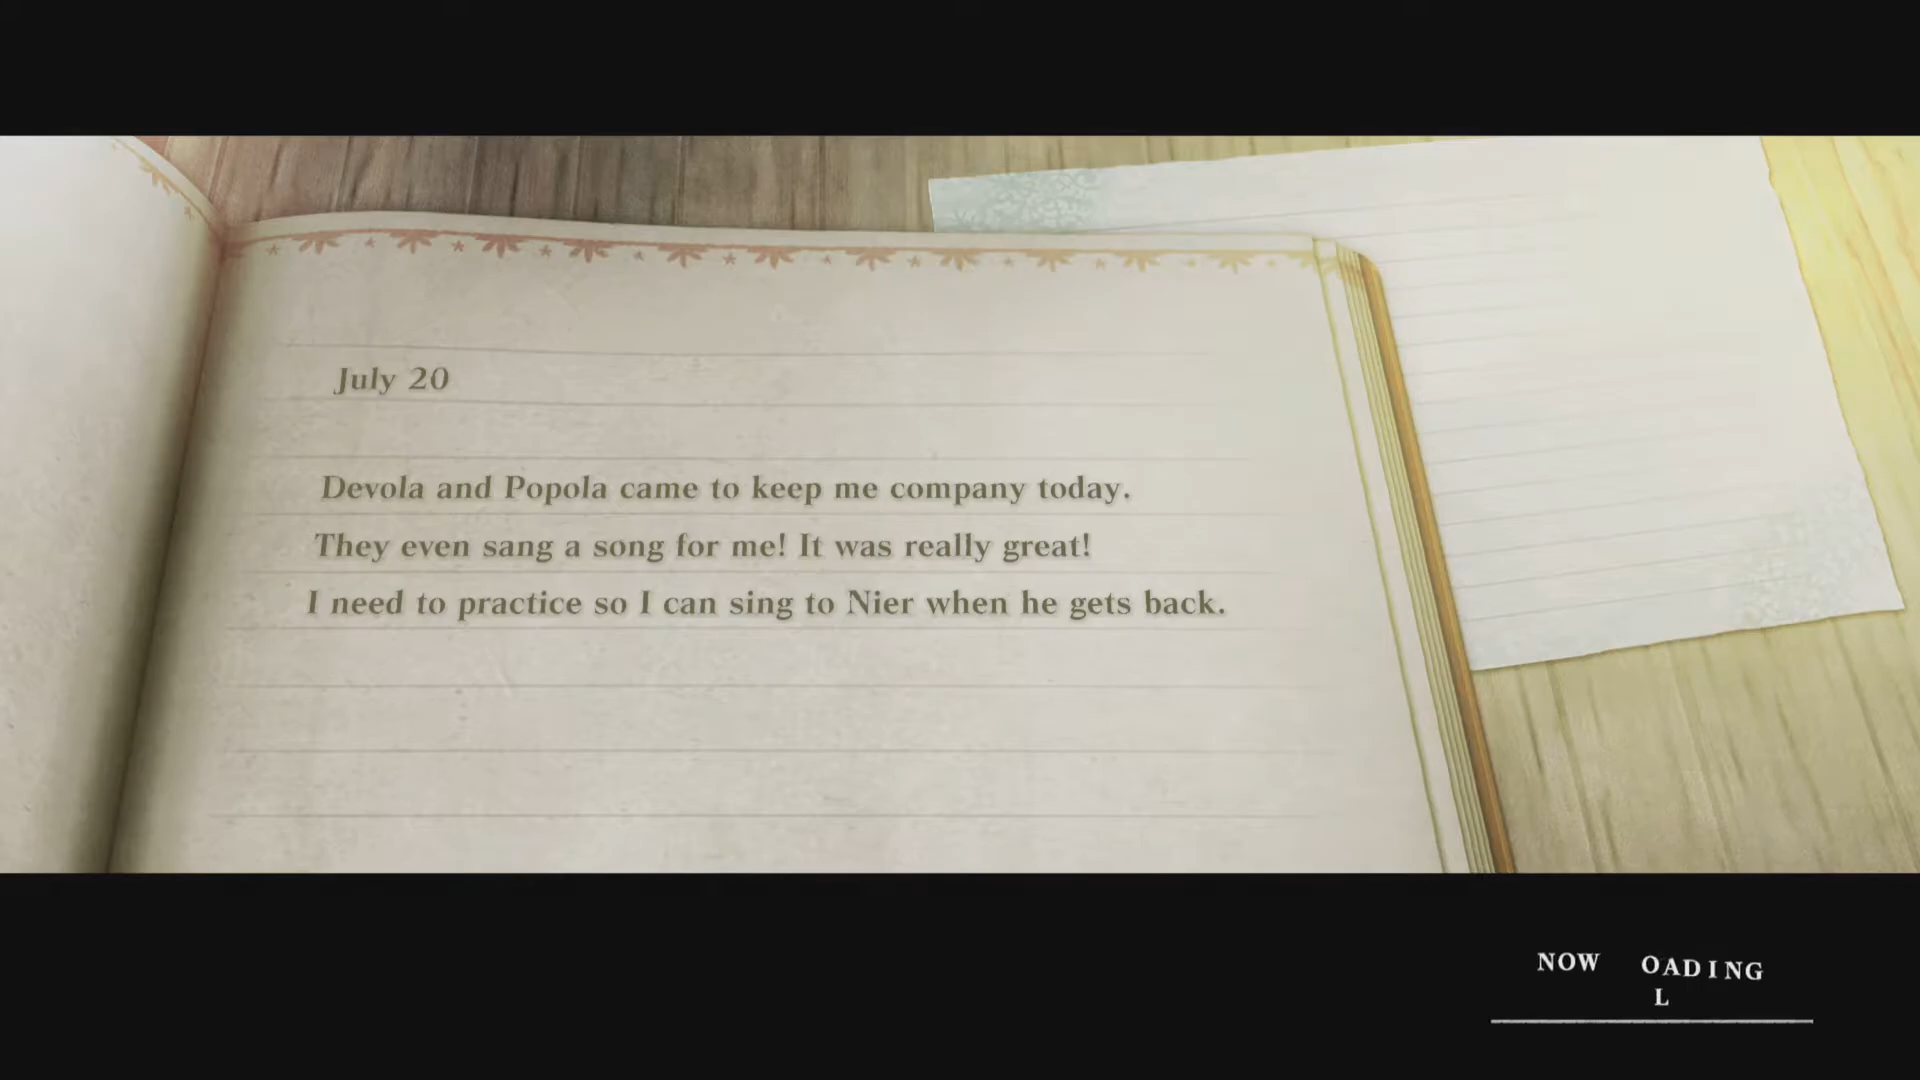 July 20
Devola and Popola came to keep me company today.
They even sang a song for me! It was really great!
I need to practice so I can sing to Nier when he gets back.
NOW OADING
L